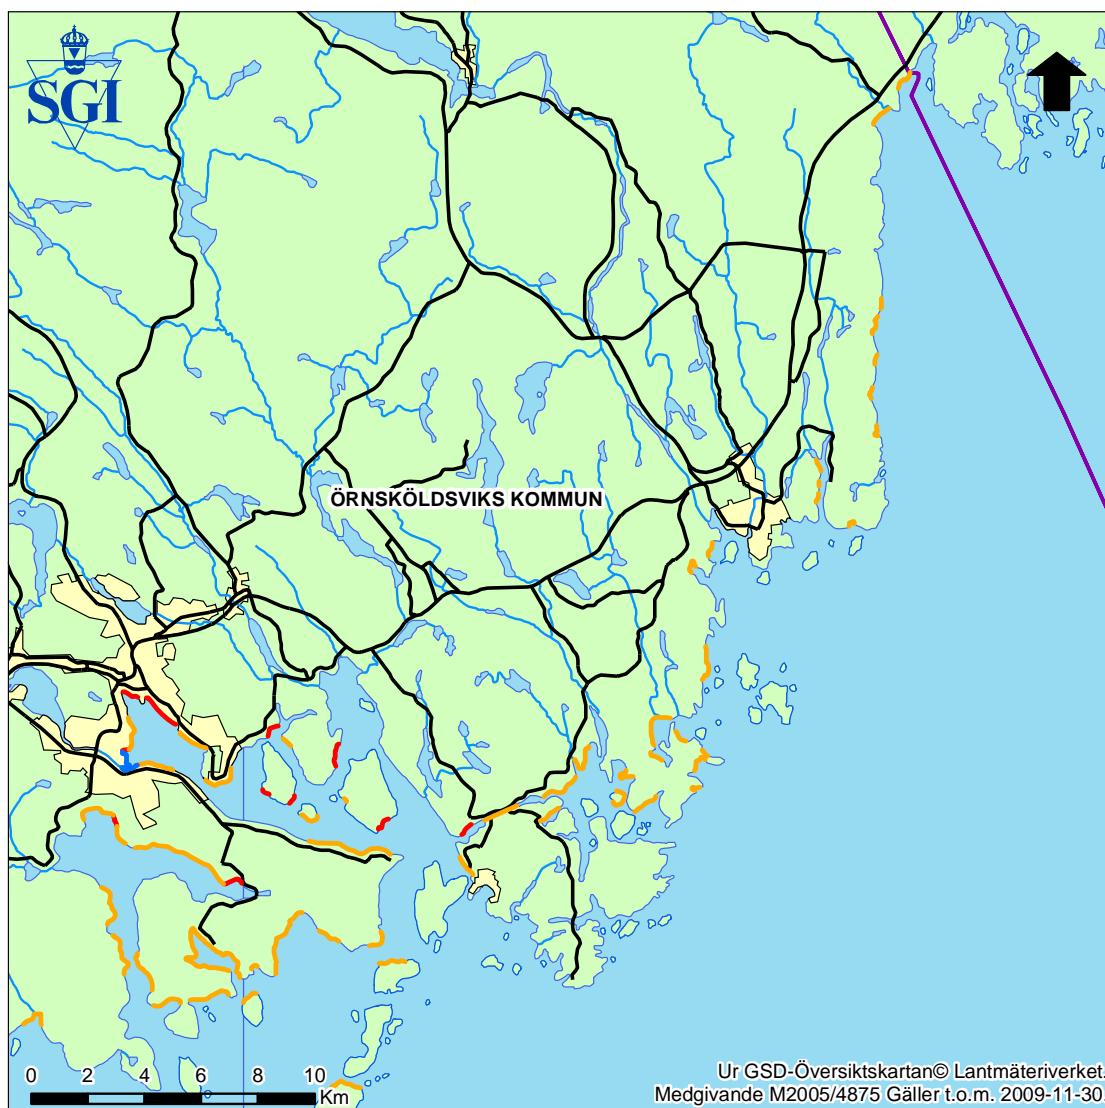 SGI
ÖRNSKÖLDSVIKS KOMMUN
0 2 4 6 8 10
Km
Ur GSD-Översiktskartan© Lantmäteriverket.
Medgivande M2005/4875 Gäller t.o.m. 2009-11-30.